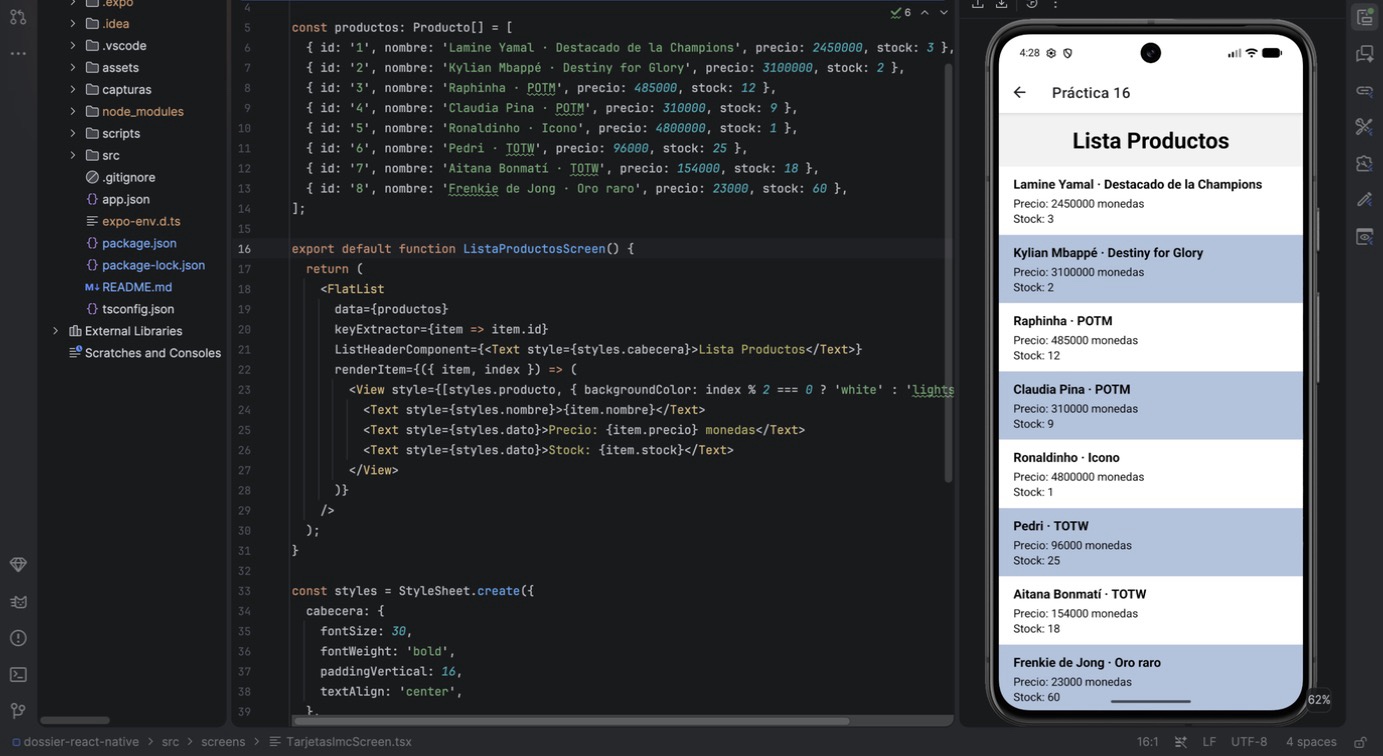 .expo
.idea
.vscode
assets
capturas
node_modules
scripts
src
.gitignore
app.json
expo-env.d.ts
package.json
package-lock.json
README.md
tsconfig.json
External Libraries
Scratches and Consoles
6
4
5 const productos: Producto[] = [
6 { id: '1', nombre: 'Lamine Yamal · Destacado de la Champions', precio: 2450000, stock: 3 },
7 { id: '2', nombre: 'Kylian Mbappé · Destiny for Glory', precio: 3100000, stock: 2 },
8 { id: '3', nombre: 'Raphinha · POTM', precio: 485000, stock: 12 },
9 { id: '4', nombre: 'Claudia Pina · POTM', precio: 310000, stock: 9 },
10 { id: '5', nombre: 'Ronaldinho · Icono', precio: 4800000, stock: 1 },
11 { id: '6', nombre: 'Pedri · TOTW', precio: 96000, stock: 25 },
12 { id: '7', nombre: 'Aitana Bonmatí · TOTW', precio: 154000, stock: 18 },
13 { id: '8', nombre: 'Frenkie de Jong · Oro raro', precio: 23000, stock: 60 },
14 ];
15
16 export default function ListaProductosScreen() {
17 return (
18 <FlatList
19 data={productos}
20 keyExtractor={item => item.id}
21 ListHeaderComponent={<Text style={styles.cabecera}>Lista Productos</Text>}
22 renderItem={({ item, index }) => (
23 <View style={[styles.producto, { backgroundColor: index % 2 === 0 ? 'white' : 'lights
24 <Text style={styles.nombre}>{item.nombre}</Text>
25 <Text style={styles.dato}>Precio: {item.precio} monedas</Text>
26 <Text style={styles.dato}>Stock: {item.stock}</Text>
27 </View>
28 )}
29 />
30 );
31 }
32
33 const styles = StyleSheet.create({
34 cabecera: {
35 fontSize: 30,
36 fontWeight: 'bold',
37 paddingVertical: 16,
38 textAlign: 'center',
39 },
4:28
Práctica 16
Lista Productos
Lamine Yamal · Destacado de la Champions
Precio: 2450000 monedas
Stock: 3
Kylian Mbappé · Destiny for Glory
Precio: 3100000 monedas
Stock: 2
Raphinha · POTM
Precio: 485000 monedas
Stock: 12
Claudia Pina · POTM
Precio: 310000 monedas
Stock: 9
Ronaldinho · Icono
Precio: 4800000 monedas
Stock: 1
Pedri · TOTW
Precio: 96000 monedas
Stock: 25
Aitana Bonmatí · TOTW
Precio: 154000 monedas
Stock: 18
Frenkie de Jong · Oro raro
Precio: 23000 monedas
Stock: 60
62%
dossier-react-native > src > screens > TarjetasImcScreen.tsx
16:1 LF UTF-8 4 spaces